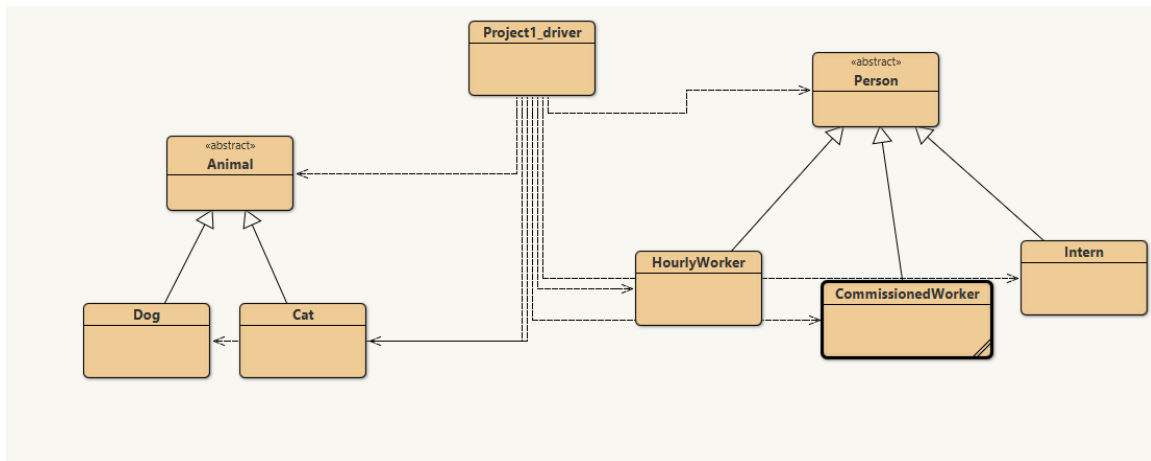 Project1_driver
«abstract»
Person
«abstract»
Animal
HourlyWorker
Intern
CommissionedWorker
Dog
Cat